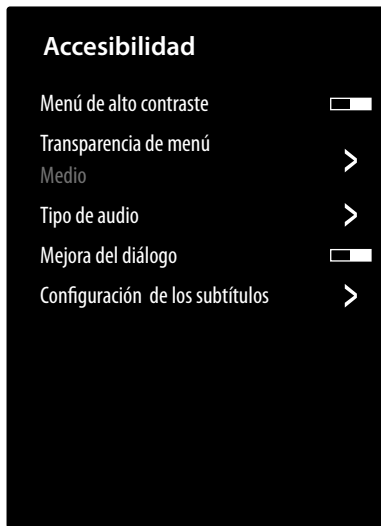 Accesibilidad
Menú de alto contraste
Transparencia de menú
Medio
Tipo de audio
Mejora del diálogo
Configuración de los subtítulos